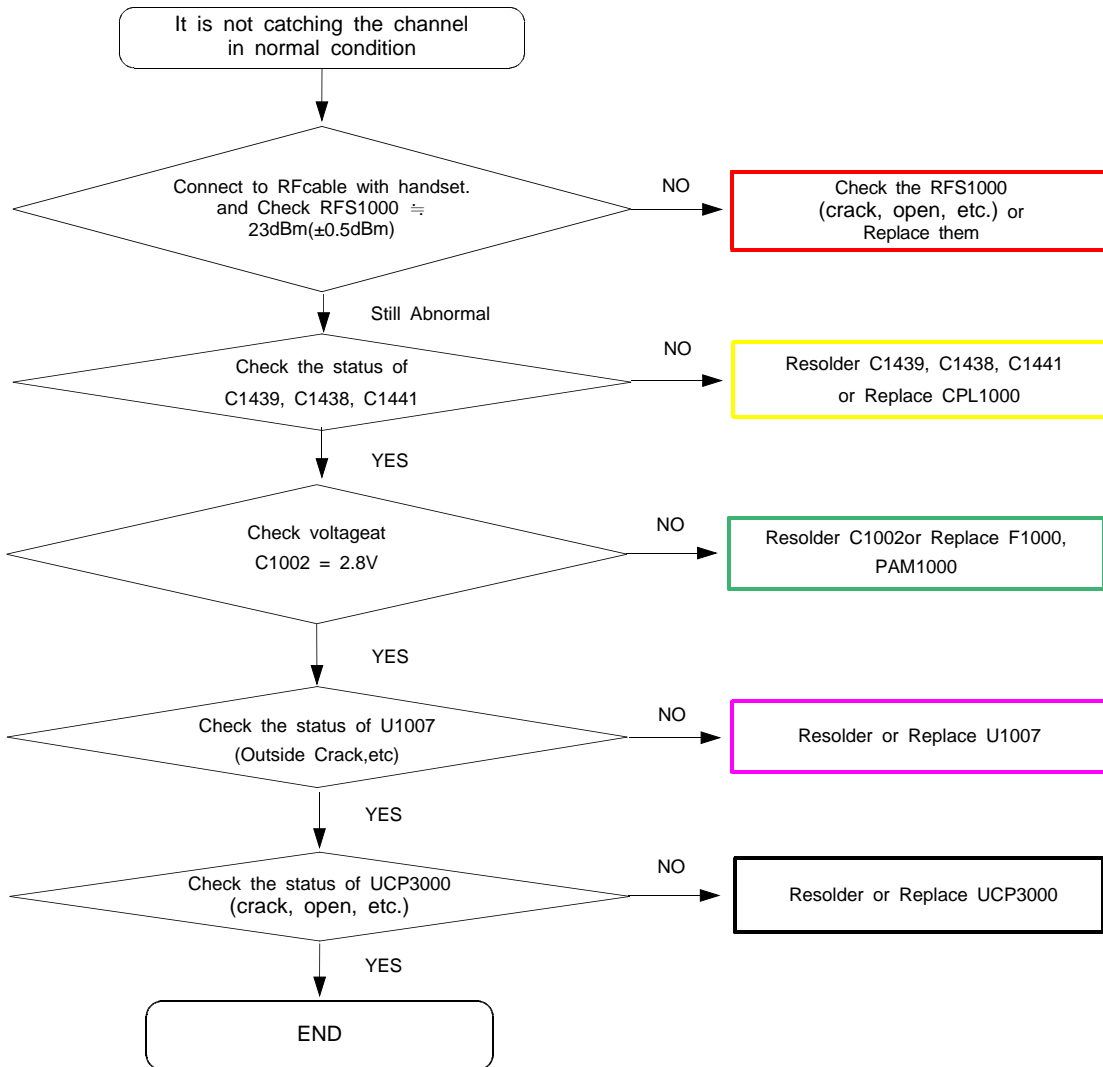 It is not catching the channel
in normal condition
Connect to RFcable with handset.
and Check RFS1000 ≒
23dBm(±0.5dBm)
NO
Check the RFS1000
(crack, open, etc.) or
Replace them
Still Abnormal
Check the status of
C1439, C1438, C1441
NO
Resolder C1439, C1438, C1441
or Replace CPL1000
YES
Check voltageat
C1002 = 2.8V
NO
Resolder C1002or Replace F1000,
PAM1000
YES
Check the status of U1007
(Outside Crack,etc)
NO
Resolder or Replace U1007
YES
Check the status of UCP3000
(crack, open, etc.)
NO
Resolder or Replace UCP3000
YES
END